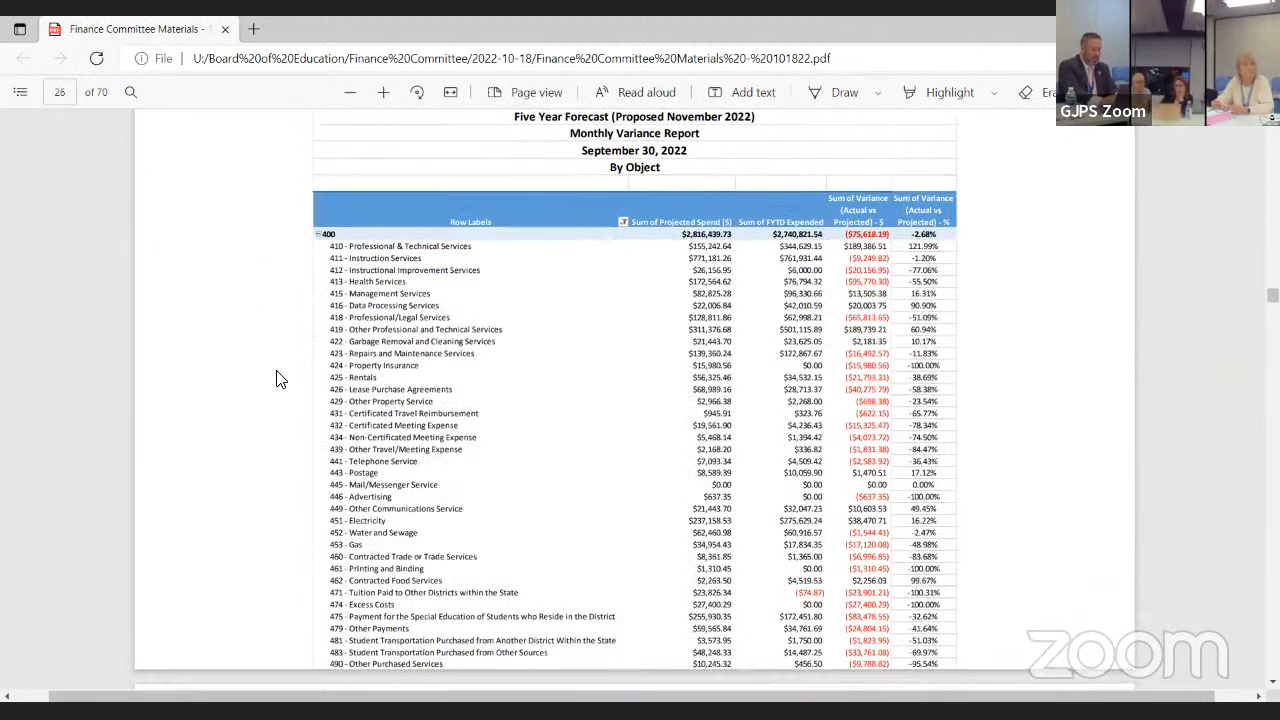 Finance Committee Materials - 1
File U:/Board%20of%20Education/Finance%20Committee/2022-10-18/Finance%20Committee%20Materials%20-%20101822.pdf
26 of 70 Page view Read aloud Add text Draw Highlight Era
GJPS Zoom
Five Year Forecast (Proposed November 2022)
Monthly Variance Report
September 30, 2022
By Object
Sum of Variance Sum of Variance
(Actual vs (Actual vs
Row Labels Sum of Projected Spend ($) Sum of FYTD Expended Projected) - $ Projected) - %
400 $2,816,439.73 $2,740,821.54 ($75,618.19) -2.68%
410 - Professional & Technical Services $155,242.64 $344,629.15 $189,386.51 121.99%
411 - Instruction Services $771,181.26 $761,931.44 ($9,249.82) -1.20%
412 - Instructional Improvement Services $26,156.95 $6,000.00 ($20,156.95) -77.06%
413 - Health Services $172,564.62 $76,794.32 ($95,770.30) -55.50%
415 - Management Services $82,825.28 $96,330.66 $13,505.38 16.31%
416 - Data Processing Services $22,006.84 $42,010.59 $20,003.75 90.90%
418 - Professional/Legal Services $128,811.86 $62,998.21 ($65,813.65) -51.09%
419 - Other Professional and Technical Services $311,376.68 $501,115.89 $189,739.21 60.94%
422 - Garbage Removal and Cleaning Services $21,443.70 $23,625.05 $2,181.35 10.17%
423 - Repairs and Maintenance Services $139,360.24 $122,867.67 ($16,492.57) -11.83%
424 - Property Insurance $15,980.56 $0.00 ($15,980.56) -100.00%
425 - Rentals $56,325.46 $34,532.15 ($21,793.31) -38.69%
426 - Lease Purchase Agreements $68,989.16 $28,713.37 ($40,275.79) -58.38%
429 - Other Property Service $2,966.38 $2,268.00 ($698.38) -23.54%
431 - Certificated Travel Reimbursement $945.91 $323.76 ($622.15) -65.77%
432 - Certificated Meeting Expense $19,561.90 $4,236.43 ($15,325.47) -78.34%
434 - Non-Certificated Meeting Expense $5,468.14 $1,394.42 ($4,073.72) -74.50%
439 - Other Travel/Meeting Expense $2,168.20 $336.82 ($1,831.38) -84.47%
441 - Telephone Service $7,093.34 $4,509.42 ($2,583.92) -36.43%
443 - Postage $8,589.39 $10,059.90 $1,470.51 17.12%
445 - Mail/Messenger Service $0.00 $0.00 $0.00 0.00%
446 - Advertising $637.35 $0.00 ($637.35) -100.00%
449 - Other Communications Service $21,443.70 $32,047.23 $10,603.53 49.45%
451 - Electricity $237,158.53 $275,629.24 $38,470.71 16.22%
452 - Water and Sewage $62,460.98 $60,916.57 ($1,544.41) -2.47%
453 - Gas $34,954.43 $17,834.35 ($17,120.08) -48.98%
460 - Contracted Trade or Trade Services $8,361.85 $1,365.00 ($6,996.85) -83.68%
461 - Printing and Binding $1,310.45 $0.00 ($1,310.45) -100.00%
462 - Contracted Food Services $2,263.50 $4,519.53 $2,256.03 99.67%
471 - Tuition Paid to Other Districts within the State $23,826.34 ($74.87) ($23,901.21) -100.31%
474 - Excess Costs $27,400.29 $0.00 ($27,400.29) -100.00%
475 - Payment for the Special Education of Students who Reside in the District $255,930.35 $172,451.80 ($83,478.55) -32.62%
479 - Other Payments $59,565.84 $34,761.69 ($24,804.15) -41.64%
481 - Student Transportation Purchased from Another District Within the State $3,573.95 $1,750.00 ($1,823.95) -51.03%
483 - Student Transportation Purchased from Other Sources $48,248.33 $14,487.25 ($33,761.08) -69.97%
490 - Other Purchased Services $10,245.32 $456.50 ($9,788.82) -95.54%
zoom